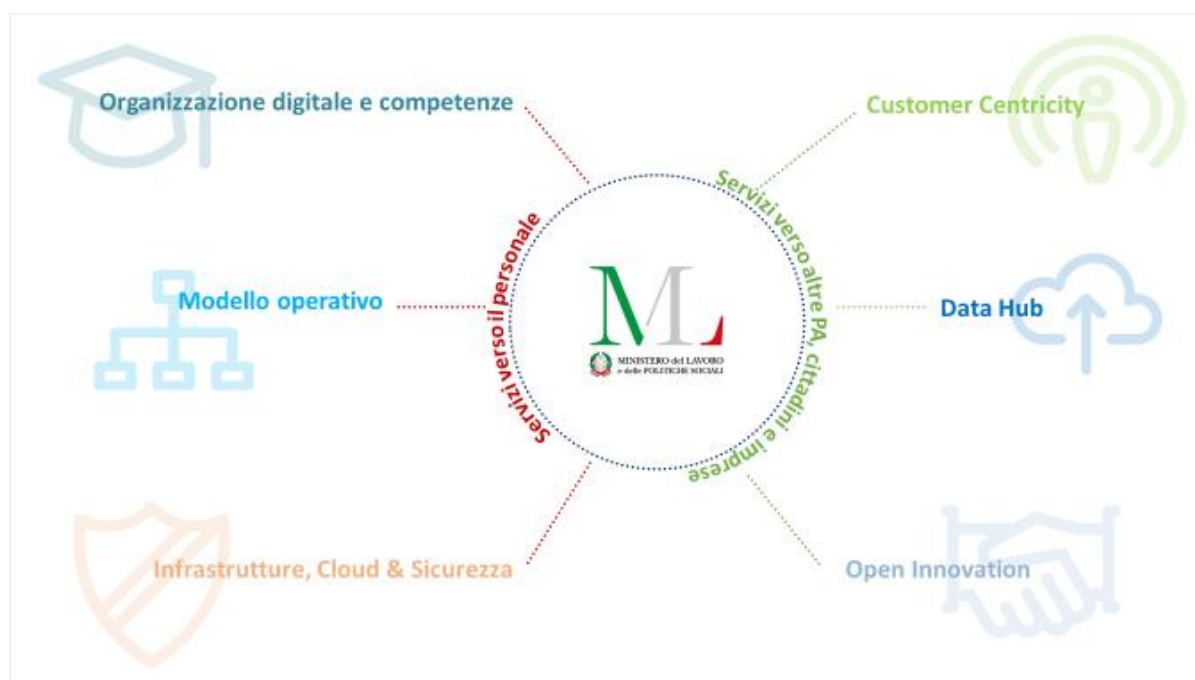 Organizzazione digitale e competenze
Customer Centricity
Servizi verso il personale
Servizi verso altre PA, cittadini e imprese
Modello operativo
Data Hub
ML
MINISTERO del LAVORO
e delle POLITICHE SOCIALI
Infrastrutture, Cloud & Sicurezza
Open Innovation